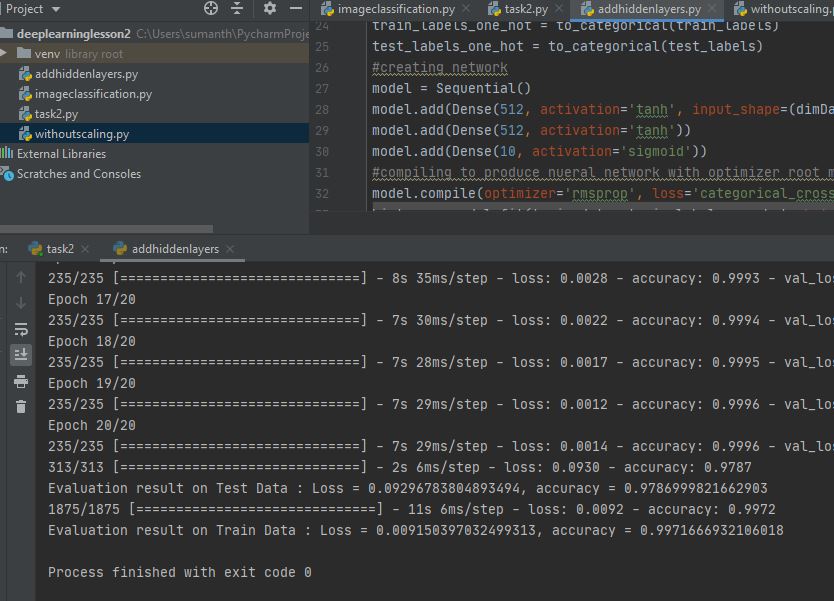 Project
imageclassification.py task2.py addhiddenlayers.py withoutscaling.
deeplearninglesson2 C:\Users\sumanth\PycharmProje
venv library root
addhiddenlayers.py
imageclassification.py
task2.py
withoutscaling.py
External Libraries
Scratches and Consoles
24 train_labels_one_hot = to_categorical(train_labels)
25 test_labels_one_hot = to_categorical(test_labels)
26 #creating network
27 model = Sequential()
28 model.add(Dense(512, activation='tanh', input_shape=(dimDa
29 model.add(Dense(512, activation='tanh'))
30 model.add(Dense(10, activation='sigmoid'))
31 #compiling to produce nueral network with optimizer root m
32 model.compile(optimizer='rmsprop', loss='categorical_cross
n: task2 addhiddenlayers
235/235 [==============================] - 8s 35ms/step - loss: 0.0028 - accuracy: 0.9993 - val_los
Epoch 17/20
235/235 [==============================] - 7s 30ms/step - loss: 0.0022 - accuracy: 0.9994 - val_los
Epoch 18/20
235/235 [==============================] - 7s 28ms/step - loss: 0.0017 - accuracy: 0.9995 - val_los
Epoch 19/20
235/235 [==============================] - 7s 29ms/step - loss: 0.0012 - accuracy: 0.9996 - val_los
Epoch 20/20
235/235 [==============================] - 7s 29ms/step - loss: 0.0014 - accuracy: 0.9996 - val_los
313/313 [==============================] - 2s 6ms/step - loss: 0.0930 - accuracy: 0.9787
Evaluation result on Test Data : Loss = 0.09296783804893494, accuracy = 0.9786999821662903
1875/1875 [==============================] - 11s 6ms/step - loss: 0.0092 - accuracy: 0.9972
Evaluation result on Train Data : Loss = 0.009150397032499313, accuracy = 0.9971666932106018
Process finished with exit code 0